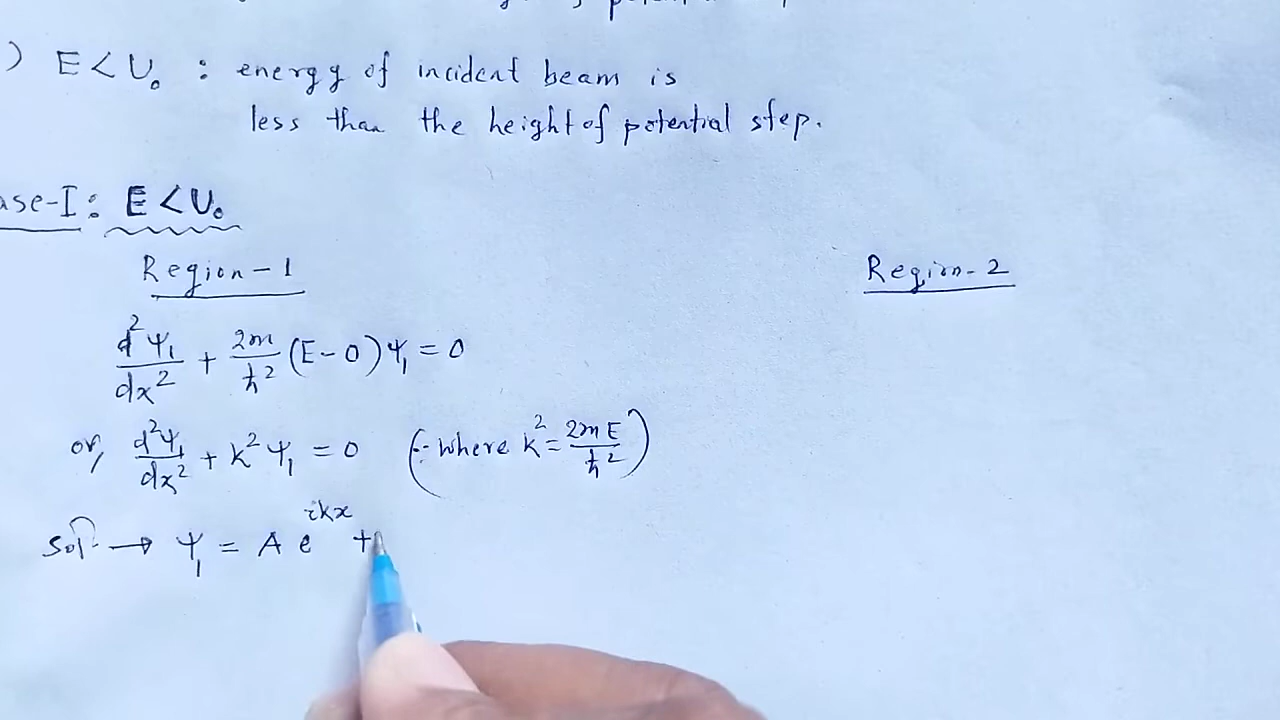 ) E < U₀ : energy of incident beam is
less than the height of potential step.
ase-I: E < U₀
Region-1
Region-2
d²ψ₁/dx² + 2m/ħ² (E-0)ψ₁ = 0
or, d²ψ₁/dx² + k²ψ₁ = 0 (∵ where k² = 2mE/ħ²)
Solⁿ → ψ₁ = A e^{ikx} +